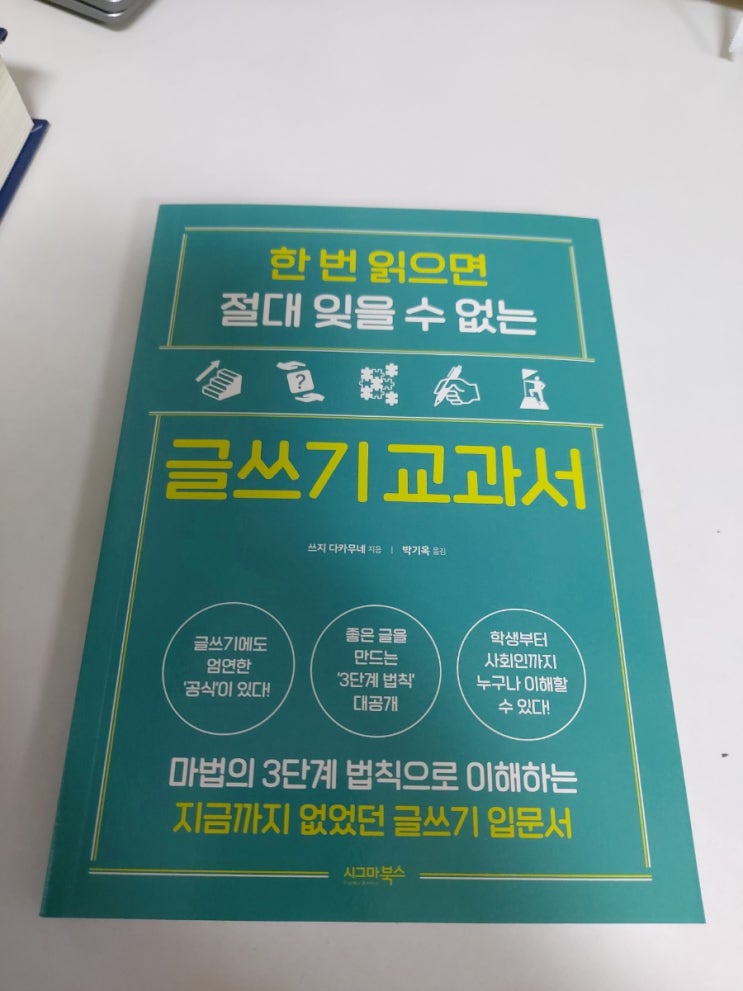 한 번 읽으면
절대 잊을 수 없는
?
글쓰기 교과서
쓰지 다카무네 지음 | 박기옥 옮김
글쓰기에도
엄연한
'공식'이 있다!
좋은 글을
만드는
'3단계 법칙'
대공개
학생부터
사회인까지
누구나 이해할
수 있다!
마법의 3단계 법칙으로 이해하는
지금까지 없었던 글쓰기 입문서
시그마북스